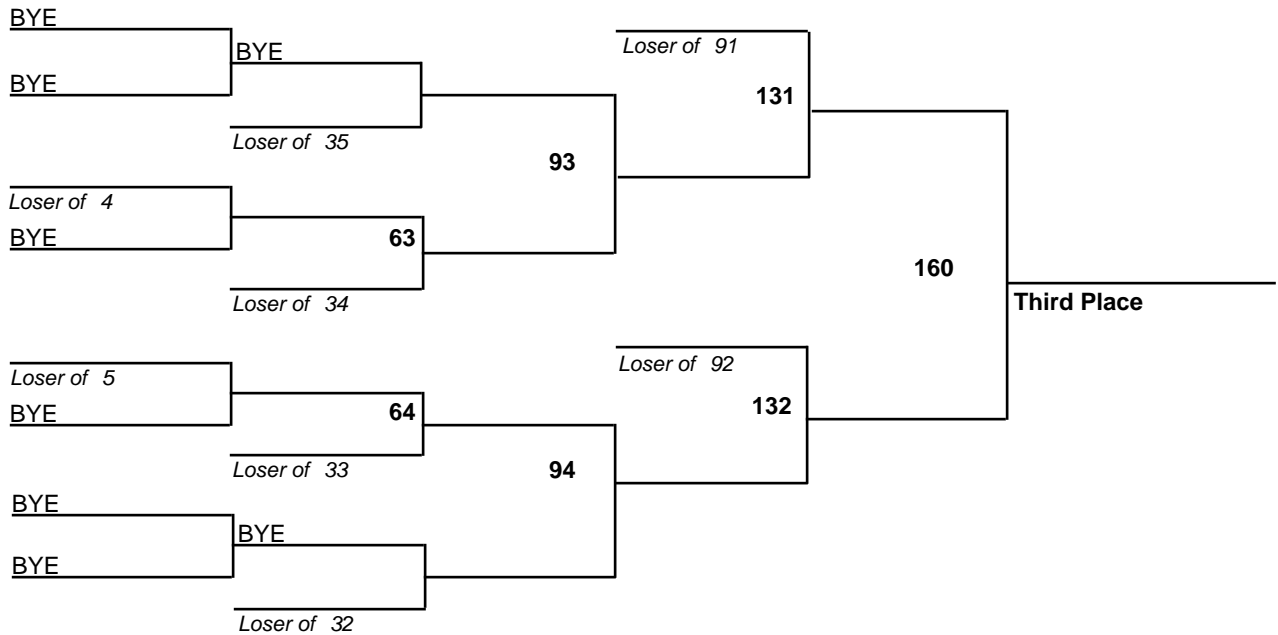 BYE
BYE
Loser of 91
BYE
131
Loser of 35
93
Loser of 4
BYE
63
160
Loser of 34
Third Place
Loser of 5
Loser of 92
BYE
64
132
Loser of 33
94
BYE
BYE
BYE
Loser of 32